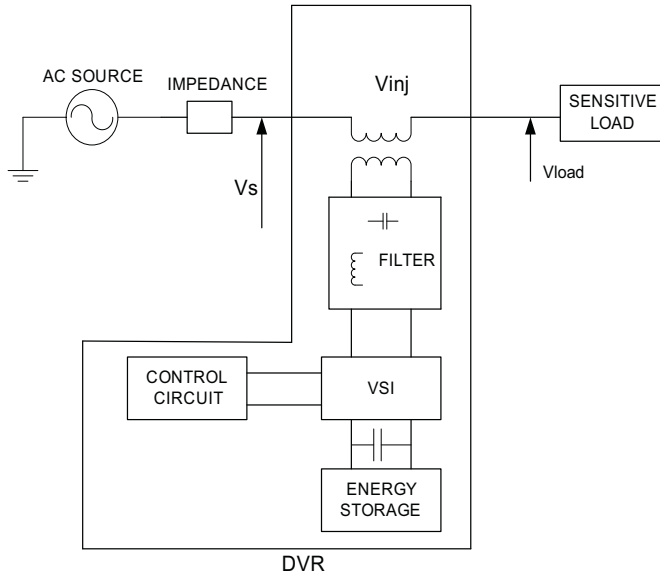 AC SOURCE
IMPEDANCE
Vinj
SENSITIVE
LOAD
Vs
Vload
FILTER
CONTROL
CIRCUIT
VSI
ENERGY
STORAGE
DVR